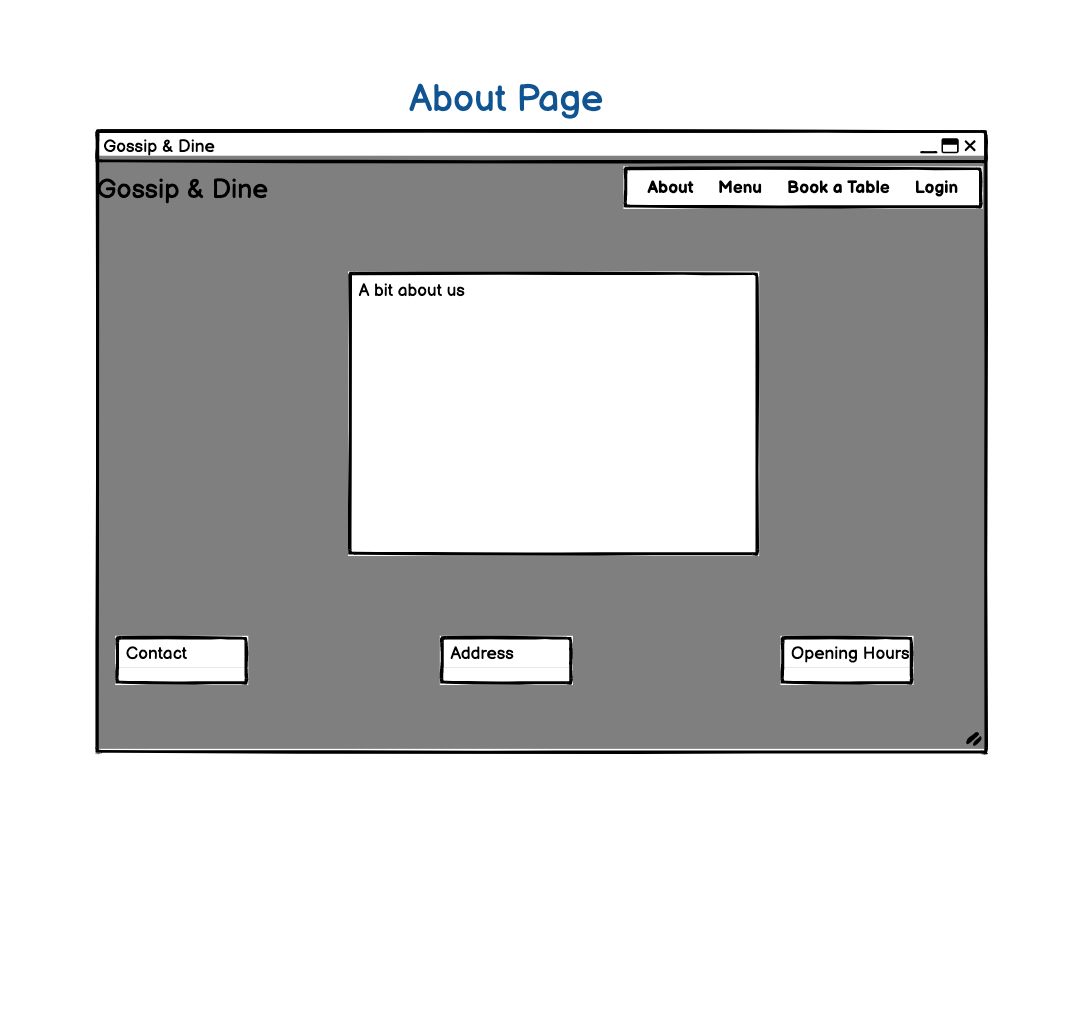 About Page
Gossip & Dine
Gossip & Dine
About Menu Book a Table Login
A bit about us
Contact Address Opening Hours